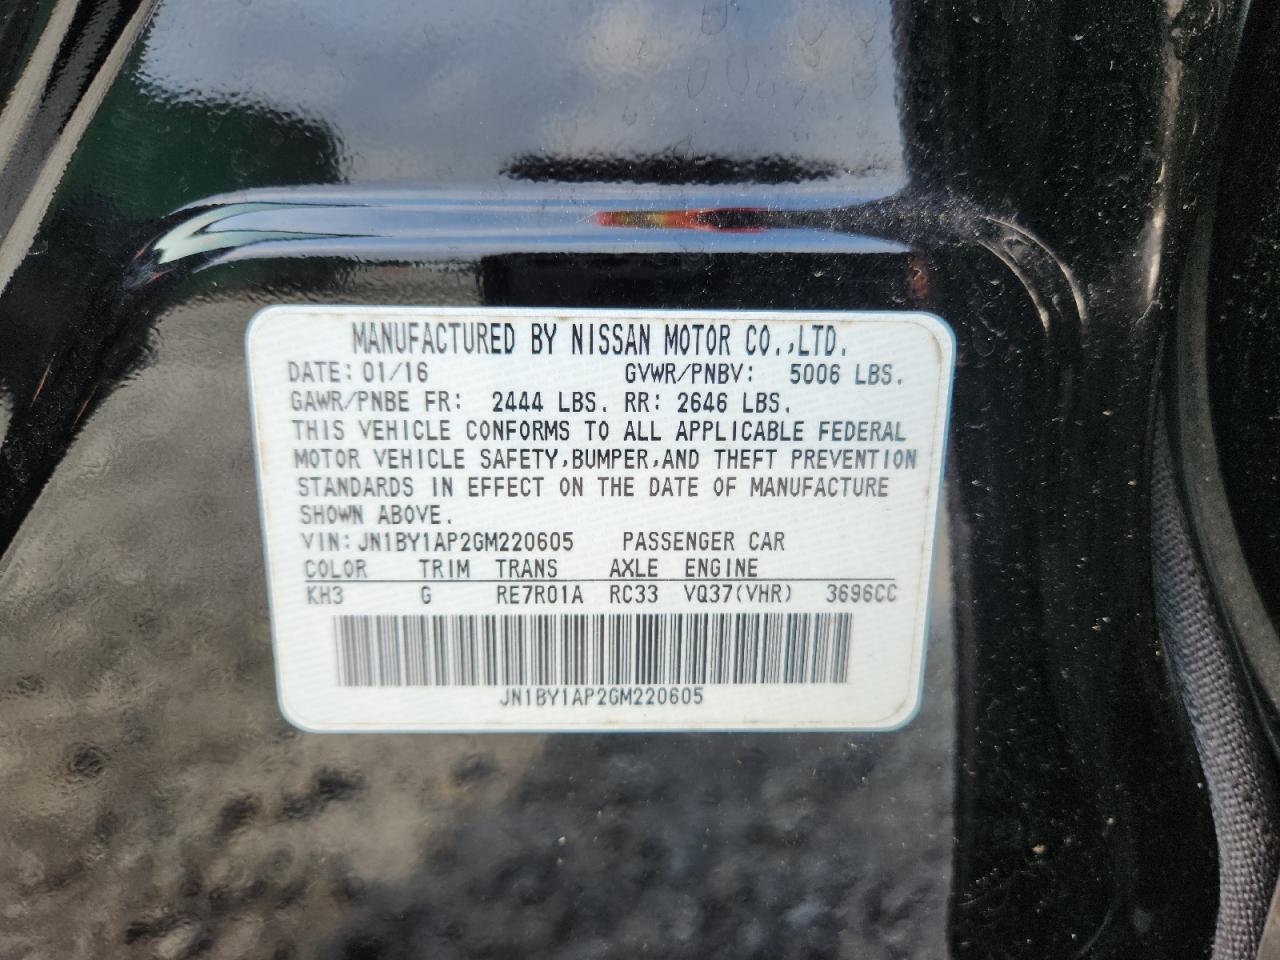 MANUFACTURED BY NISSAN MOTOR CO.,LTD.
DATE: 01/16 GVWR/PNBV: 5006 LBS.
GAWR/PNBE FR: 2444 LBS. RR: 2646 LBS.
THIS VEHICLE CONFORMS TO ALL APPLICABLE FEDERAL
MOTOR VEHICLE SAFETY,BUMPER,AND THEFT PREVENTION
STANDARDS IN EFFECT ON THE DATE OF MANUFACTURE
SHOWN ABOVE.
VIN: JN1BY1AP2GM220605 PASSENGER CAR
COLOR TRIM TRANS AXLE ENGINE
KH3 G RE7R01A RC33 VQ37(VHR) 3696CC
JN1BY1AP2GM220605